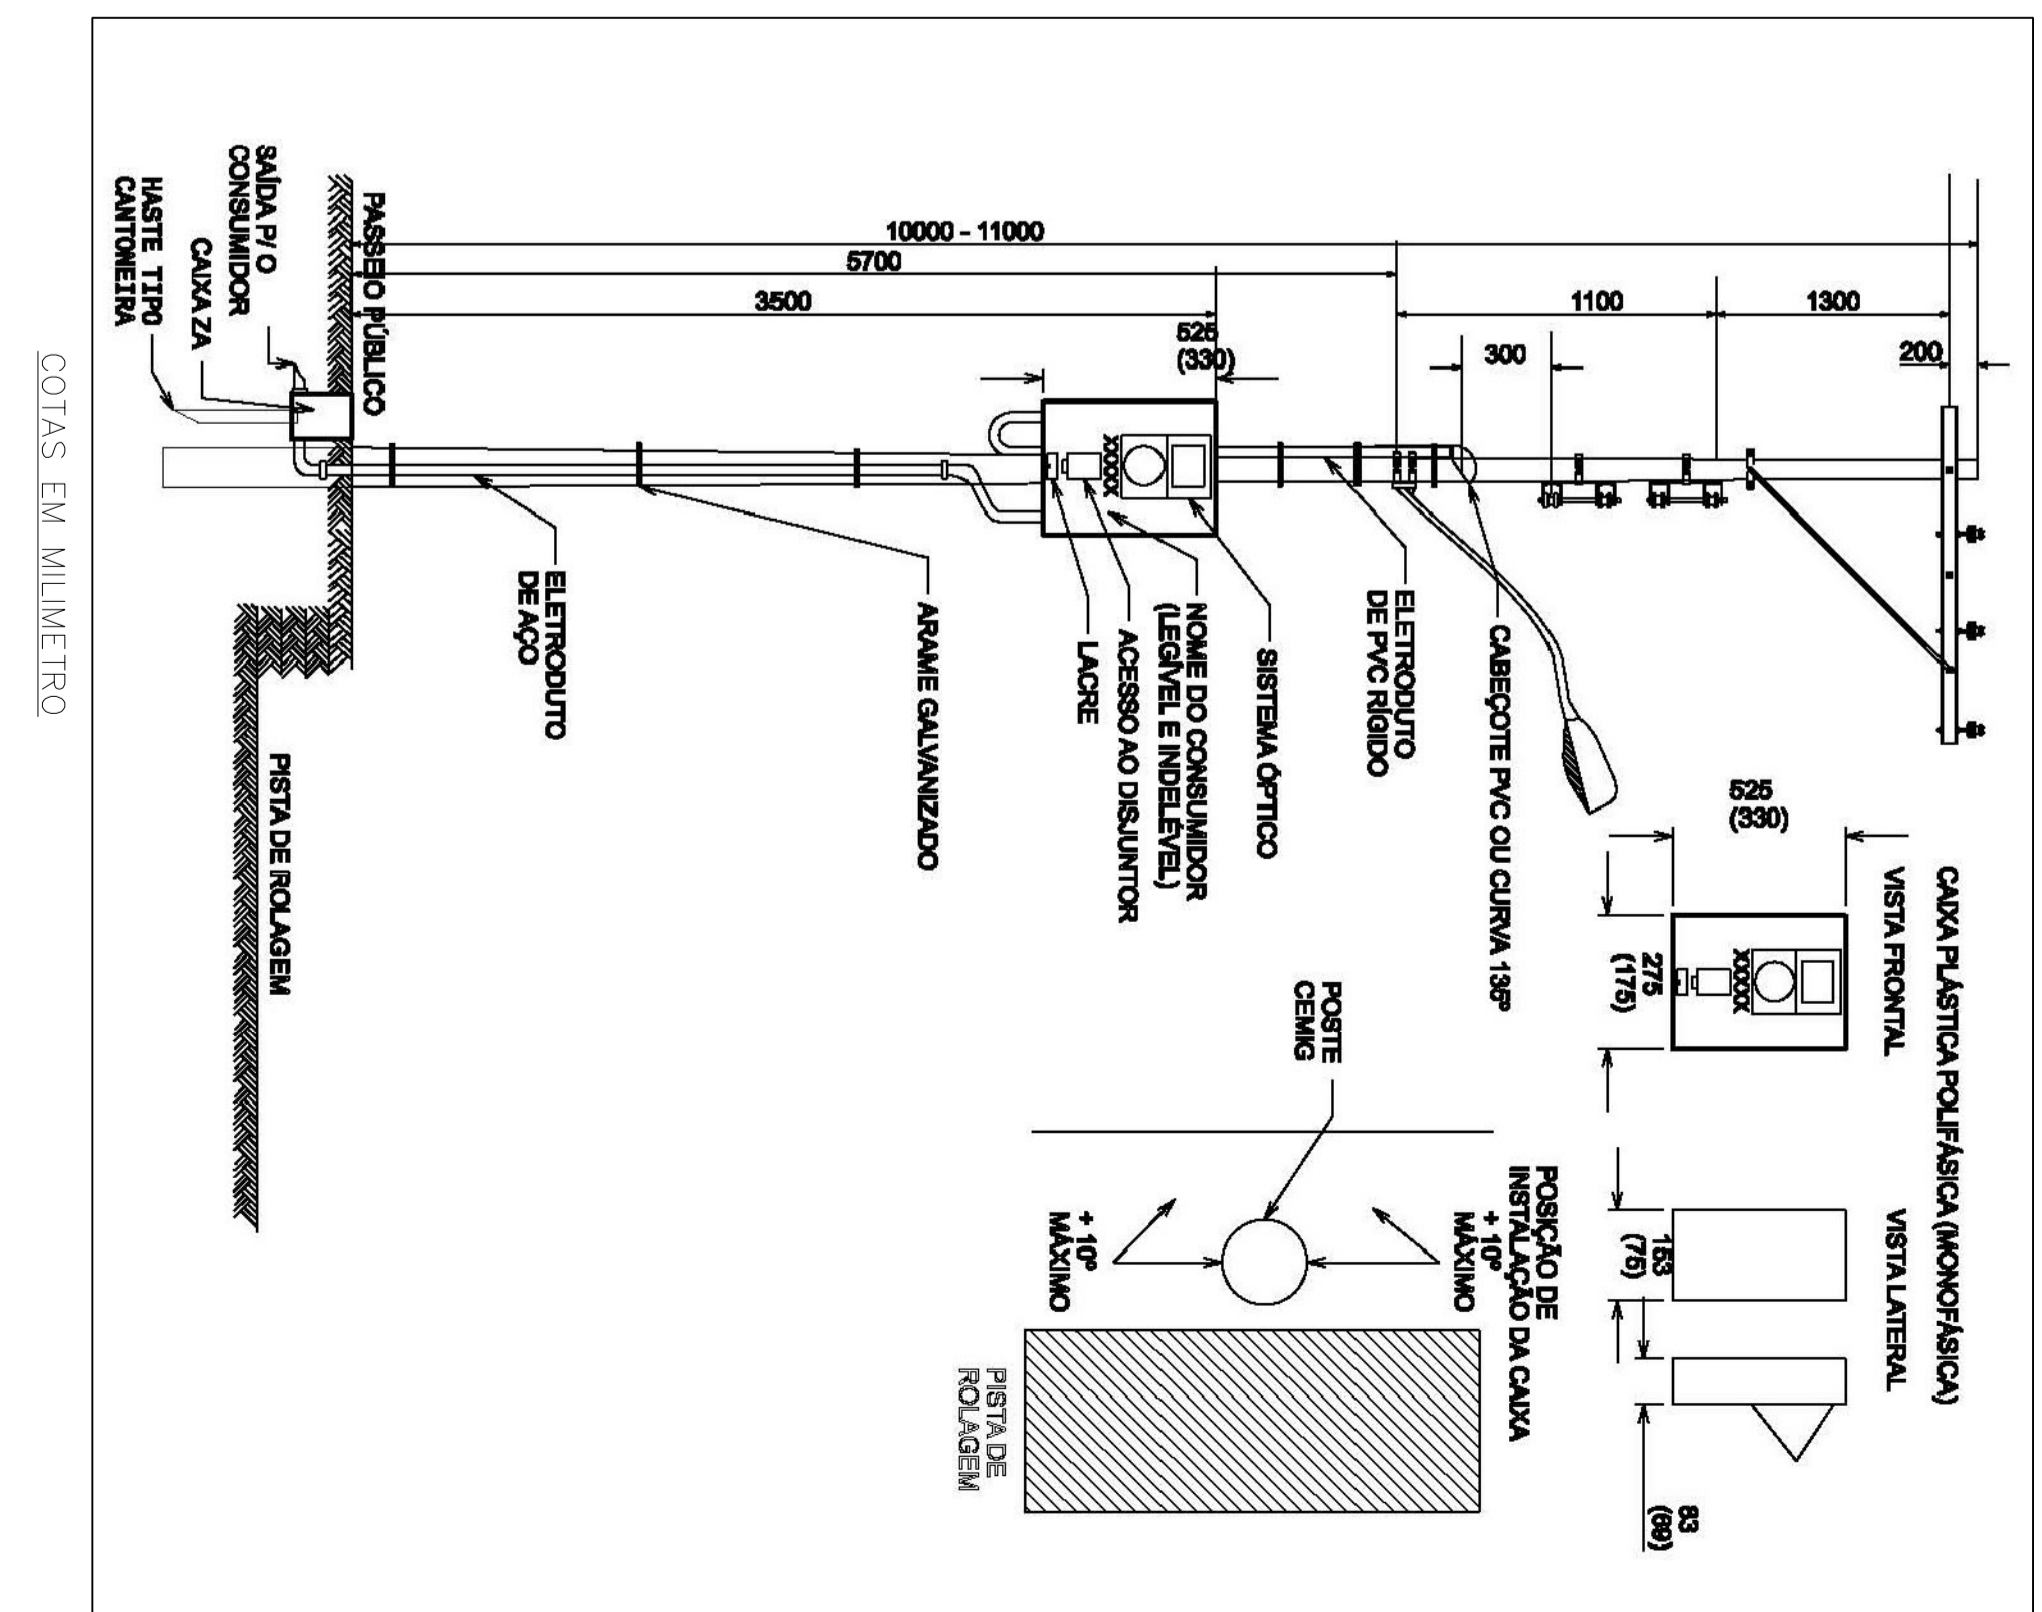 CAIXA PLÁSTICA POLIFÁSICA (MONOFÁSICA)
VISTA FRONTAL
VISTA LATERAL
525
(330)
275
(175)
153
(75)
83
(69)
200
1300
1100
300
10000 - 11000
5700
3500
525
(330)
CABEÇOTE PVC OU CURVA 135º
ELETRODUTO
DE PVC RÍGIDO
SISTEMA ÓPTICO
NOME DO CONSUMIDOR
(LEGÍVEL E INDELÉVEL)
ACESSO AO DISJUNTOR
LACRE
XXXXX
XXXXX
ARAME GALVANIZADO
ELETRODUTO
DE AÇO
POSIÇÃO DE
INSTALAÇÃO DA CAIXA
+ 10º
MÁXIMO
POSTE
CEMIG
+ 10º
MÁXIMO
PISTA DE
ROLAGEM
PASSEIO PÚBLICO
PISTA DE ROLAGEM
SAÍDA P/ O
CONSUMIDOR
CAIXA ZA
HASTE TIPO
CANTONEIRA
COTAS EM MILIMETRO